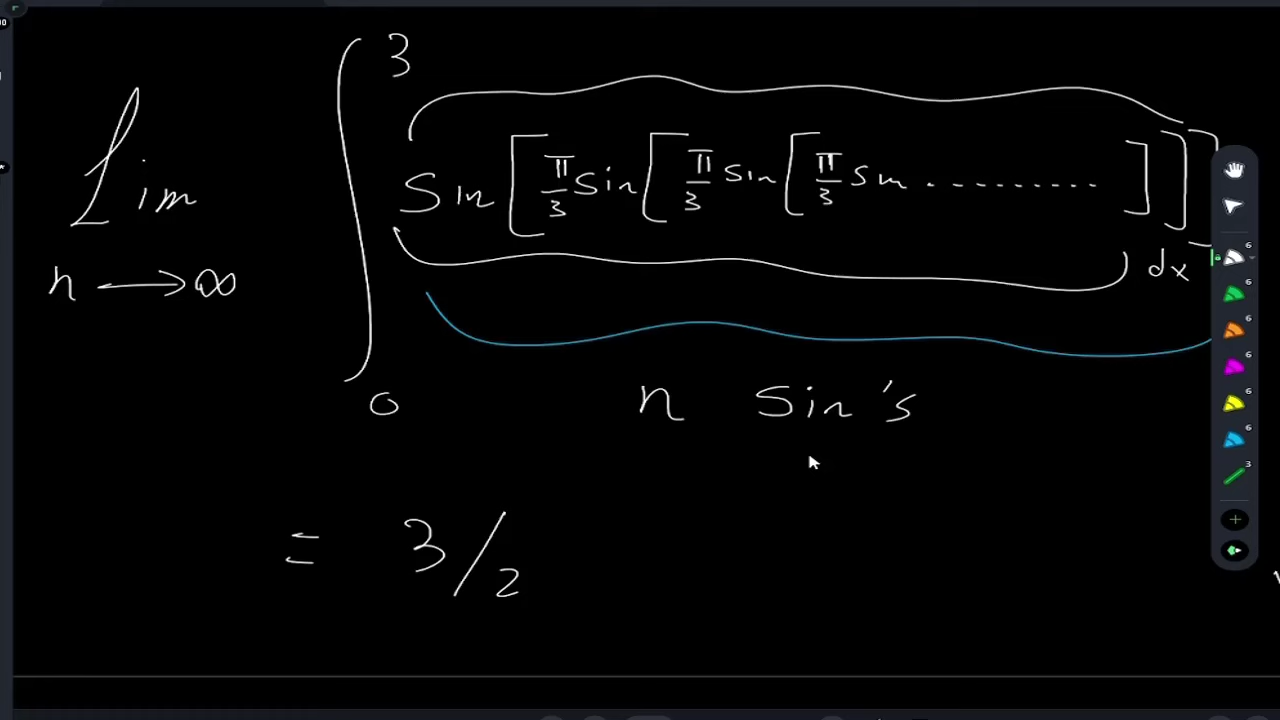 Lim n ⟶ ∞ ∫ 0 3 Sin [ π/3 Sin [ π/3 Sin [ π/3 Sin .......... ] ] ] dx
n Sin's
= 3/2